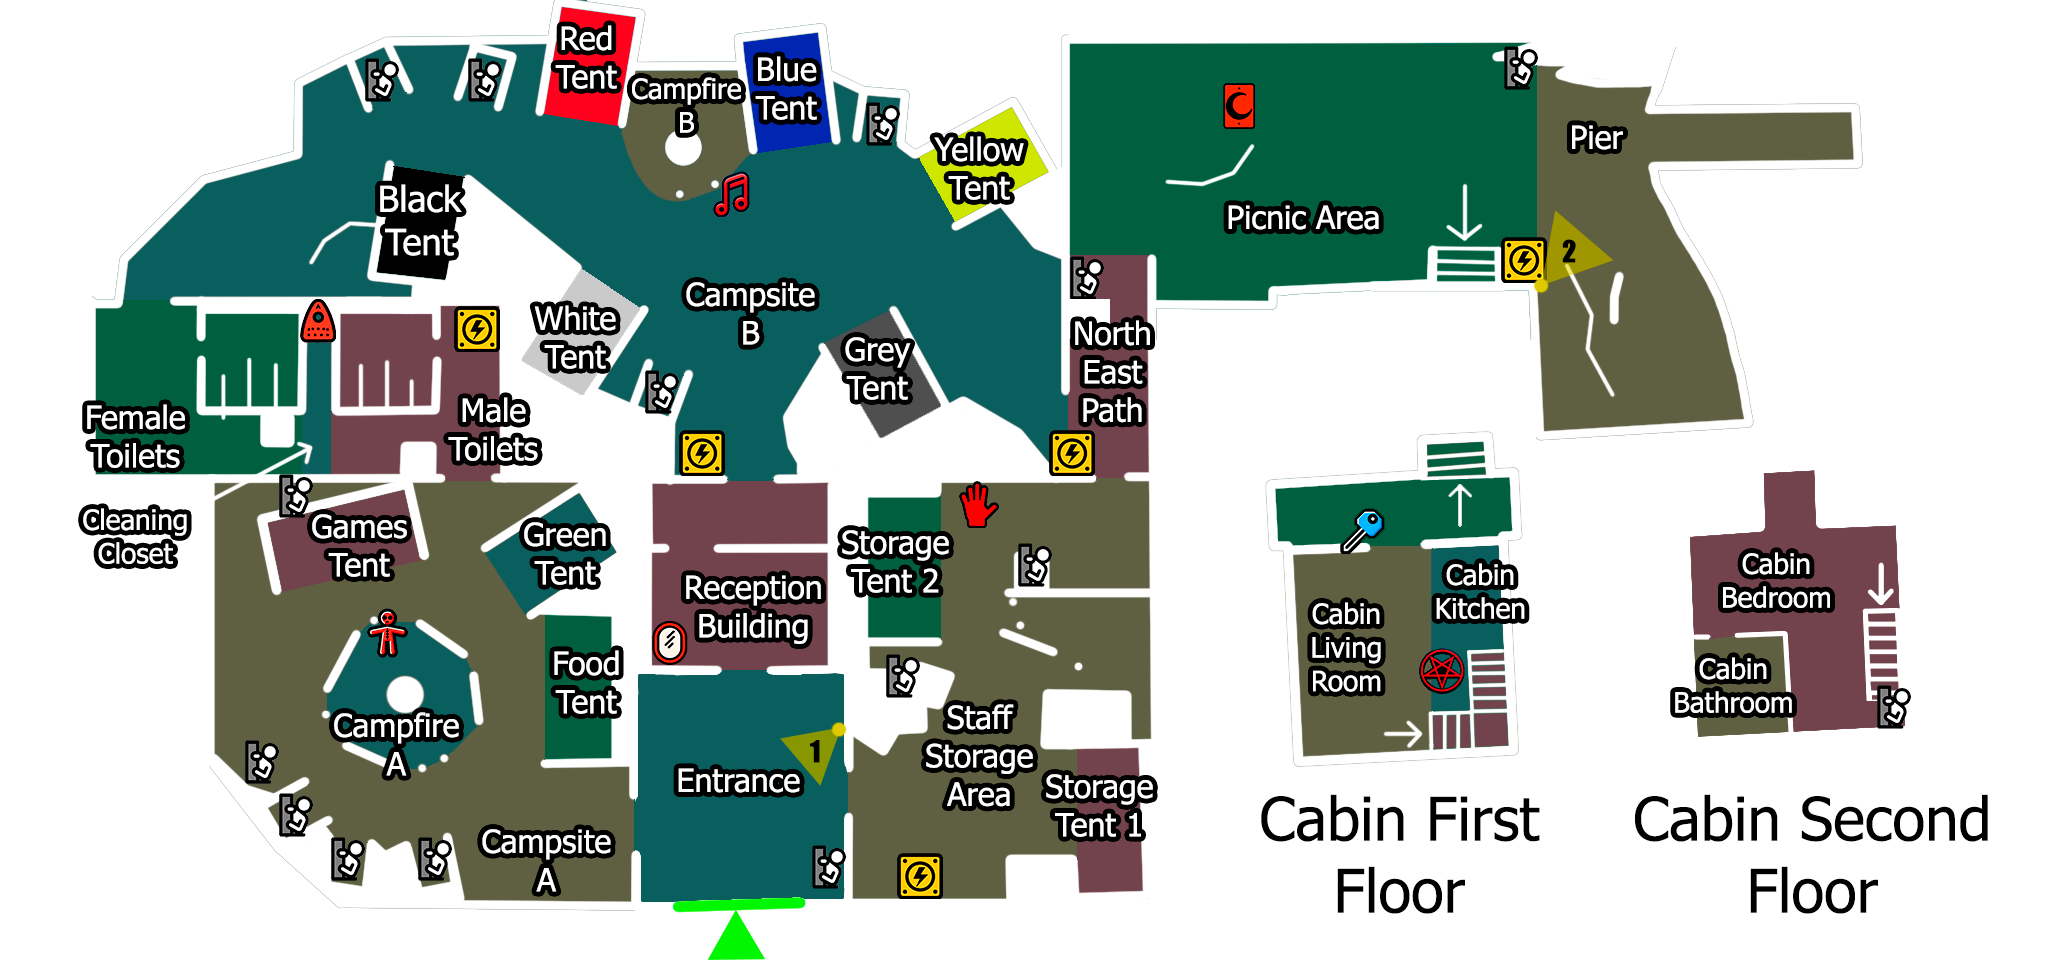 Red
Tent
Campfire
B
Blue
Tent
Yellow
Tent
Black
Tent
White
Tent
Campsite
B
Grey
Tent
North
East
Path
Picnic Area
Pier
2
Female
Toilets
Male
Toilets
Cleaning
Closet
Games
Tent
Green
Tent
Food
Tent
Campfire
A
Campsite
A
Reception
Building
Entrance
1
Storage
Tent 2
Staff
Storage
Area
Storage
Tent 1
Cabin
Living
Room
Cabin
Kitchen
Cabin
Bedroom
Cabin
Bathroom
Cabin First
Floor
Cabin Second
Floor